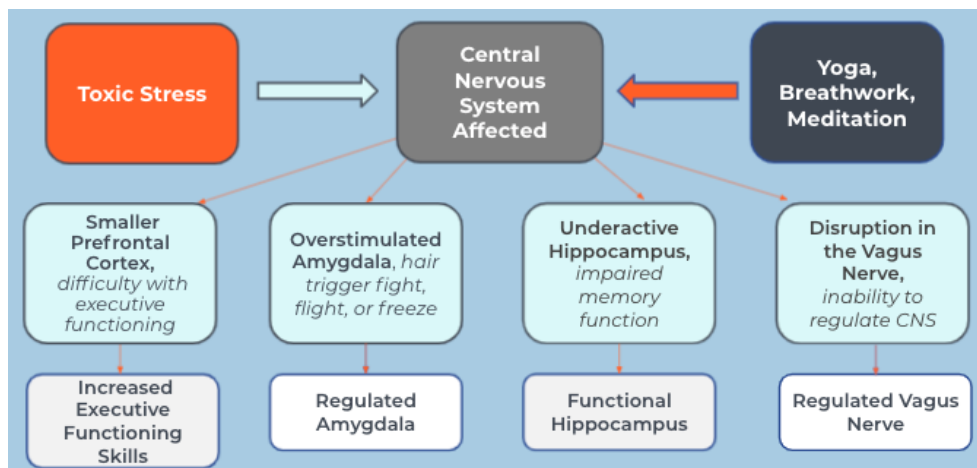 Toxic Stress
Central
Nervous
System
Affected
Yoga,
Breathwork,
Meditation
Smaller
Prefrontal
Cortex,
difficulty with
executive
functioning
Overstimulated
Amygdala, hair
trigger fight,
flight, or freeze
Underactive
Hippocampus,
impaired
memory
function
Disruption in
the Vagus
Nerve,
inability to
regulate CNS
Increased
Executive
Functioning
Skills
Regulated
Amygdala
Functional
Hippocampus
Regulated Vagus
Nerve